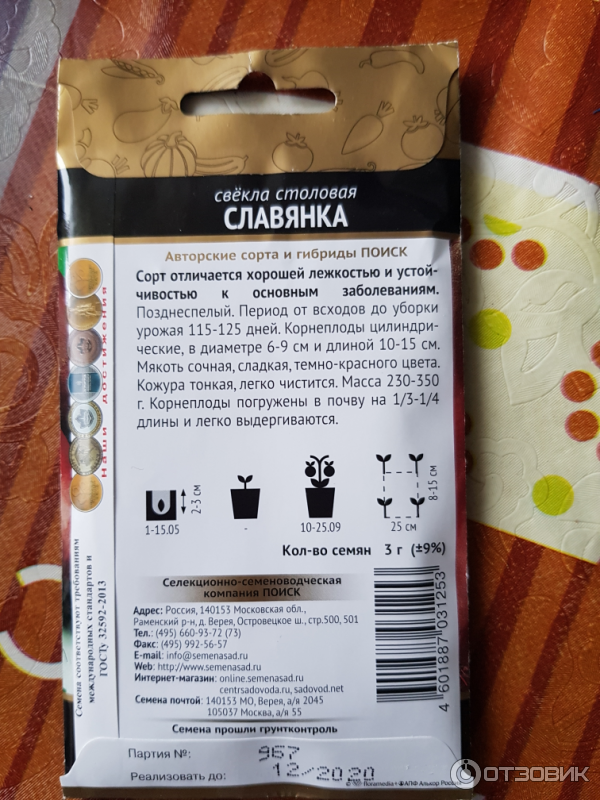 свёкла столовая
СЛАВЯНКА
Авторские сорта и гибриды ПОИСК
Сорт отличается хорошей лежкостью и устой-
чивостью к основным заболеваниям.
Позднеспелый. Период от всходов до уборки
урожая 115-125 дней. Корнеплоды цилиндри-
ческие, в диаметре 6-9 см и длиной 10-15 см.
Мякоть сочная, сладкая, темно-красного цвета.
Кожура тонкая, легко чистится. Масса 230-350
г. Корнеплоды погружены в почву на 1/3-1/4
длины и легко выдергиваются.
Наши достижения
2-3 см
8-15 см
1-15.05
-
10-25.09
25 см
Кол-во семян 3 г (±9%)
Селекционно-семеноводческая
компания ПОИСК
Адрес: Россия, 140153 Московская обл.,
Раменский р-н, д. Верея, Островецкое ш., стр.500, 501
Тел.: (495) 660-93-72 (73)
Факс: (495) 992-56-57
E-mail: info@semenasad.ru
Web: http://www.semenasad.ru
Интернет-магазин: online.semenasad.ru
centrsadovoda.ru, sadovod.net
Семена почтой: 140153 МО, Верея, а/я 2045
105037 Москва, а/я 55
Семена прошли грунтконтроль
Семена соответствуют требованиям
международных стандартов и
ГОСТу 32592-2013
4 601887 031253
Партия №: 967
Реализовать до: 12-2020
floramedia АПФ Алькор Россия
ОТЗОВИК